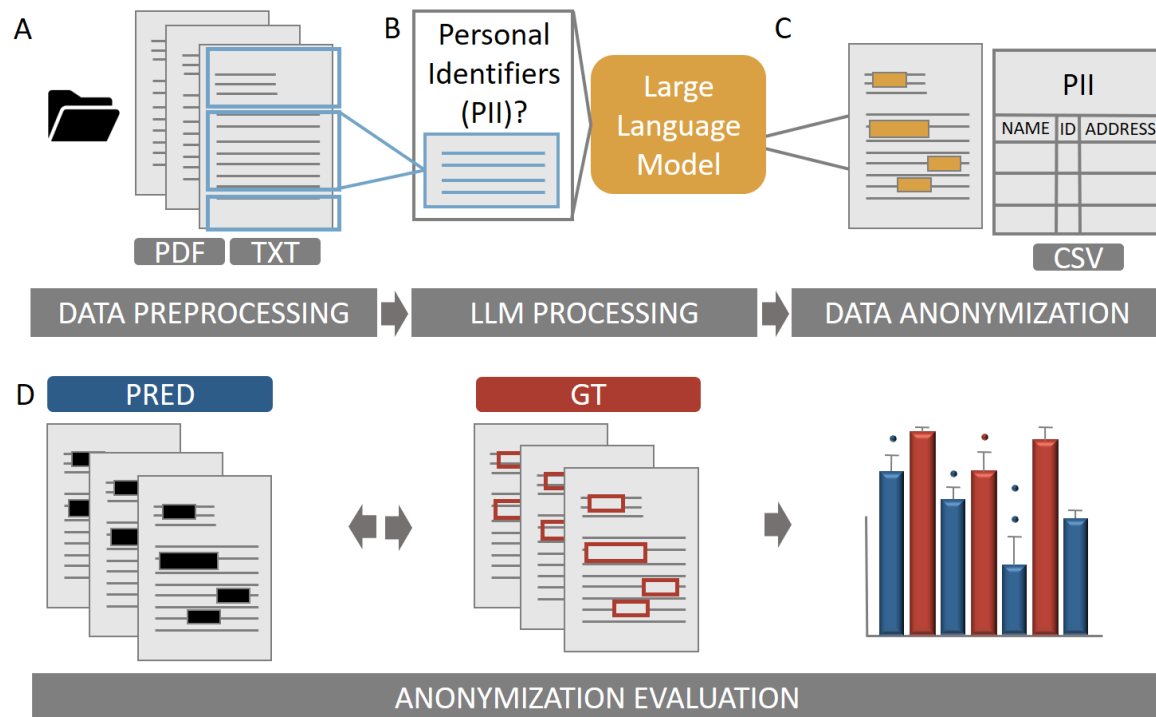 A
B
Personal
Identifiers
(PII)?
Large
Language
Model
C
PII
NAME ID ADDRESS
PDF TXT
CSV
DATA PREPROCESSING
LLM PROCESSING
DATA ANONYMIZATION
D
PRED
GT
ANONYMIZATION EVALUATION